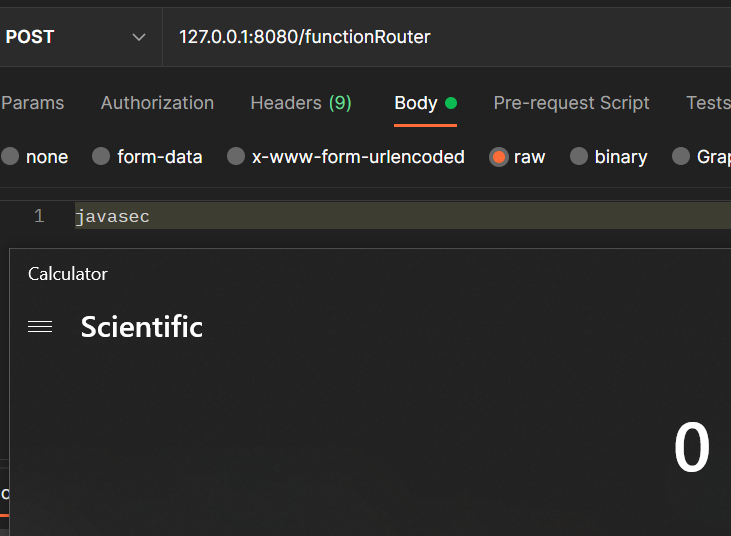 POST 127.0.0.1:8080/functionRouter
Params Authorization Headers (9) Body Pre-request Script Tests
none form-data x-www-form-urlencoded raw binary
1 javasec
Calculator
Scientific
0